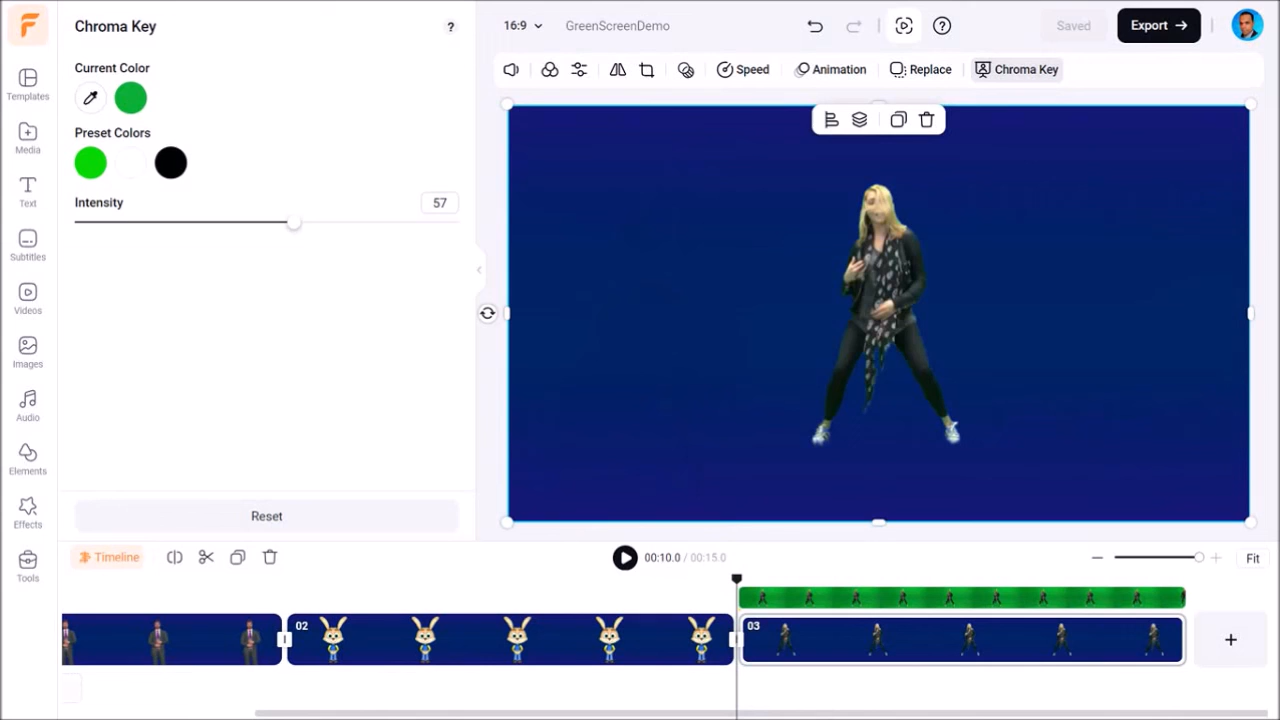 Chroma Key
?
16:9
GreenScreenDemo
Saved
Export →
Current Color
Speed
Animation
Replace
Chroma Key
Templates
Preset Colors
Media
Text
Intensity
57
Subtitles
Videos
Images
Audio
Elements
Effects
Reset
Tools
Timeline
00:10.0 / 00:15.0
Fit
02
03